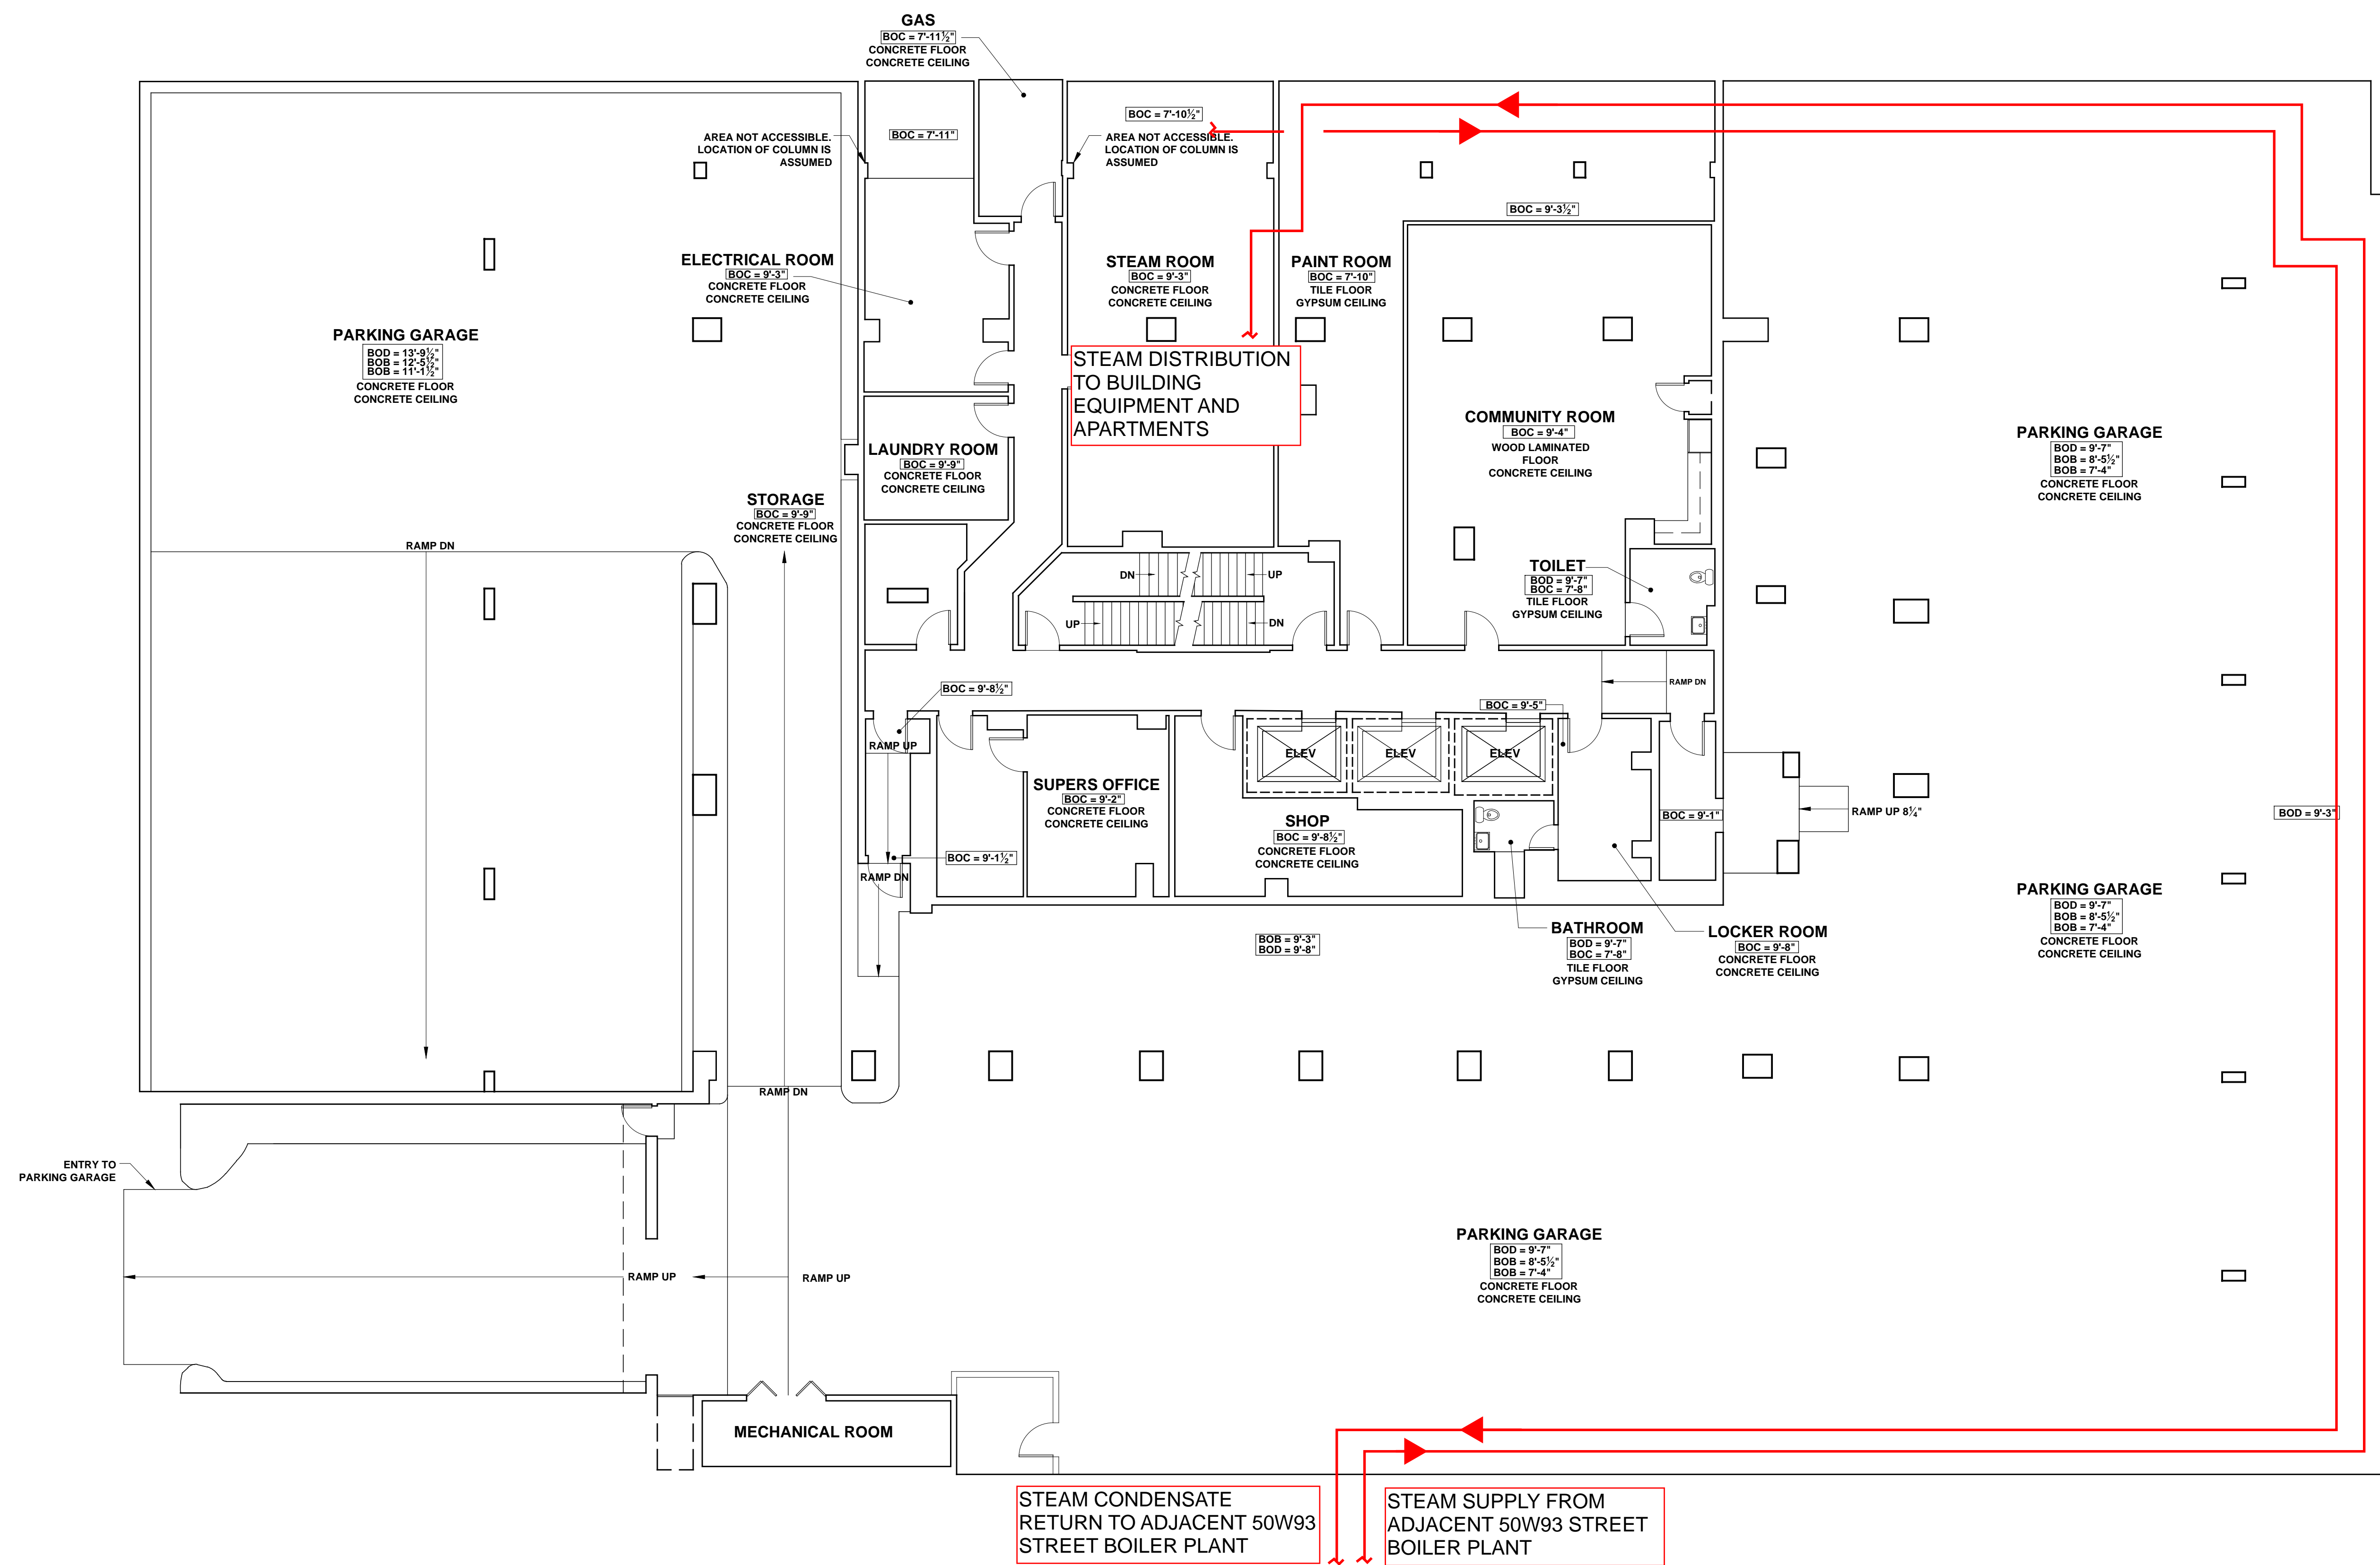 GAS
BOC = 7'-11½"
CONCRETE FLOOR
CONCRETE CEILING
BOC = 7'-11"
AREA NOT ACCESSIBLE.
LOCATION OF COLUMN IS
ASSUMED
BOC = 7'-10½"
AREA NOT ACCESSIBLE.
LOCATION OF COLUMN IS
ASSUMED
BOC = 9'-3½"
ELECTRICAL ROOM
BOC = 9'-3"
CONCRETE FLOOR
CONCRETE CEILING
STEAM ROOM
BOC = 9'-3"
CONCRETE FLOOR
CONCRETE CEILING
PAINT ROOM
BOC = 7'-10"
TILE FLOOR
GYPSUM CEILING
PARKING GARAGE
BOD = 13'-9½"
BOB = 12'-5½"
BOB = 11'-1½"
CONCRETE FLOOR
CONCRETE CEILING
STEAM DISTRIBUTION
TO BUILDING
EQUIPMENT AND
APARTMENTS
COMMUNITY ROOM
BOC = 9'-4"
WOOD LAMINATED
FLOOR
CONCRETE CEILING
PARKING GARAGE
BOD = 9'-7"
BOB = 8'-5½"
BOB = 7'-4"
CONCRETE FLOOR
CONCRETE CEILING
LAUNDRY ROOM
BOC = 9'-9"
CONCRETE FLOOR
CONCRETE CEILING
STORAGE
BOC = 9'-9"
CONCRETE FLOOR
CONCRETE CEILING
RAMP DN
DN
UP
UP
DN
TOILET
BOD = 9'-7"
BOC = 7'-8"
TILE FLOOR
GYPSUM CEILING
RAMP DN
BOC = 9'-8½"
BOC = 9'-5"
RAMP UP
ELEV
ELEV
ELEV
SUPERS OFFICE
BOC = 9'-2"
CONCRETE FLOOR
CONCRETE CEILING
SHOP
BOC = 9'-8½"
CONCRETE FLOOR
CONCRETE CEILING
BOC = 9'-1"
RAMP UP 8¼"
BOD = 9'-3"
BOC = 9'-1½"
RAMP DN
PARKING GARAGE
BOD = 9'-7"
BOB = 8'-5½"
BOB = 7'-4"
CONCRETE FLOOR
CONCRETE CEILING
BOB = 9'-3"
BOD = 9'-8"
BATHROOM
BOD = 9'-7"
BOC = 7'-8"
TILE FLOOR
GYPSUM CEILING
LOCKER ROOM
BOC = 9'-8"
CONCRETE FLOOR
CONCRETE CEILING
RAMP DN
ENTRY TO
PARKING GARAGE
RAMP UP
RAMP UP
PARKING GARAGE
BOD = 9'-7"
BOB = 8'-5½"
BOB = 7'-4"
CONCRETE FLOOR
CONCRETE CEILING
MECHANICAL ROOM
STEAM CONDENSATE
RETURN TO ADJACENT 50W93
STREET BOILER PLANT
STEAM SUPPLY FROM
ADJACENT 50W93 STREET
BOILER PLANT